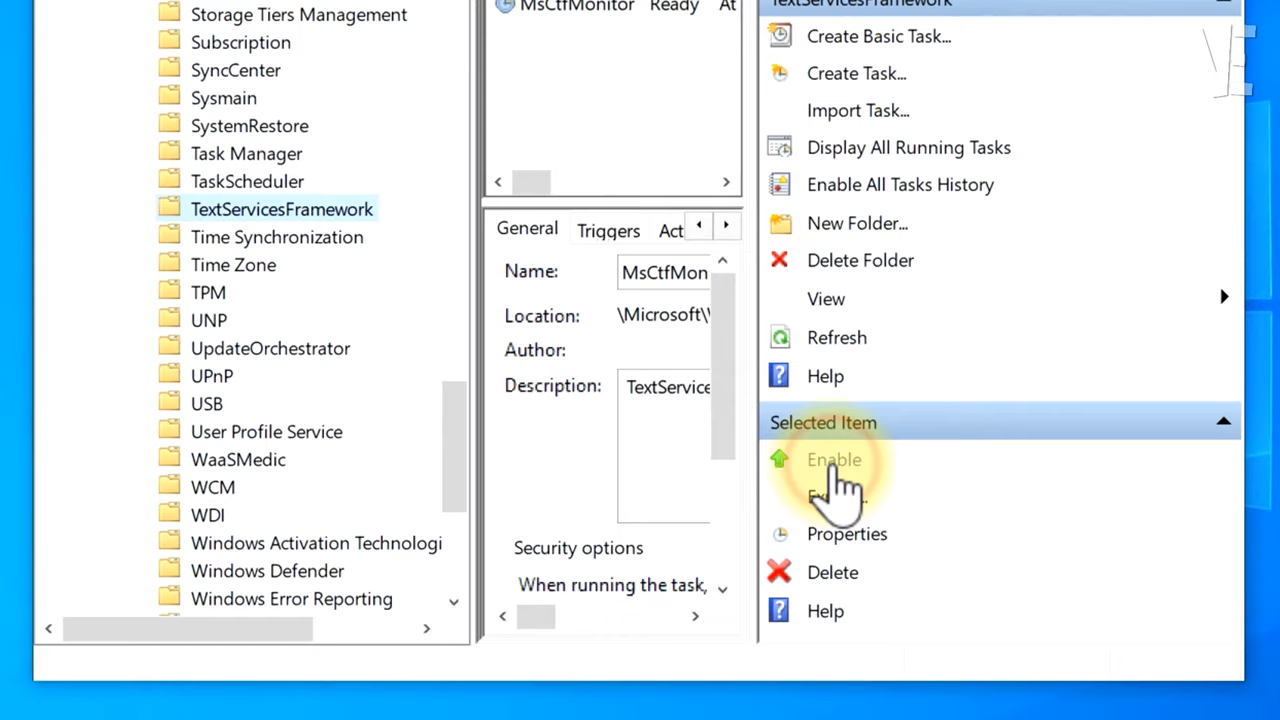 Storage Tiers Management
Subscription
SyncCenter
Sysmain
SystemRestore
Task Manager
TaskScheduler
TextServicesFramework
Time Synchronization
Time Zone
TPM
UNP
UpdateOrchestrator
UPnP
USB
User Profile Service
WaaSMedic
WCM
WDI
Windows Activation Technologi
Windows Defender
Windows Error Reporting
MsCtfMonitor Ready At
General Triggers Act
Name: MsCtfMon
Location: \Microsoft\
Author:
Description: TextService
Security options
When running the task,
TextServicesFramework
Create Basic Task...
Create Task...
Import Task...
Display All Running Tasks
Enable All Tasks History
New Folder...
Delete Folder
View
Refresh
Help
Selected Item
Enable
Properties
Delete
Help